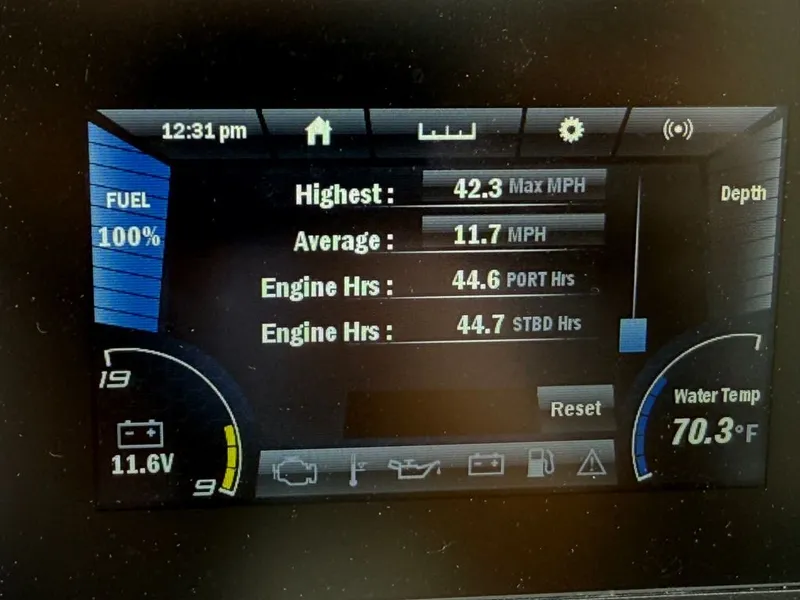 12:31 pm
FUEL
100%
Highest : 42.3 Max MPH
Average : 11.7 MPH
Engine Hrs : 44.6 PORT Hrs
Engine Hrs : 44.7 STBD Hrs
Depth
19
11.6V
9
Reset
Water Temp
70.3°F